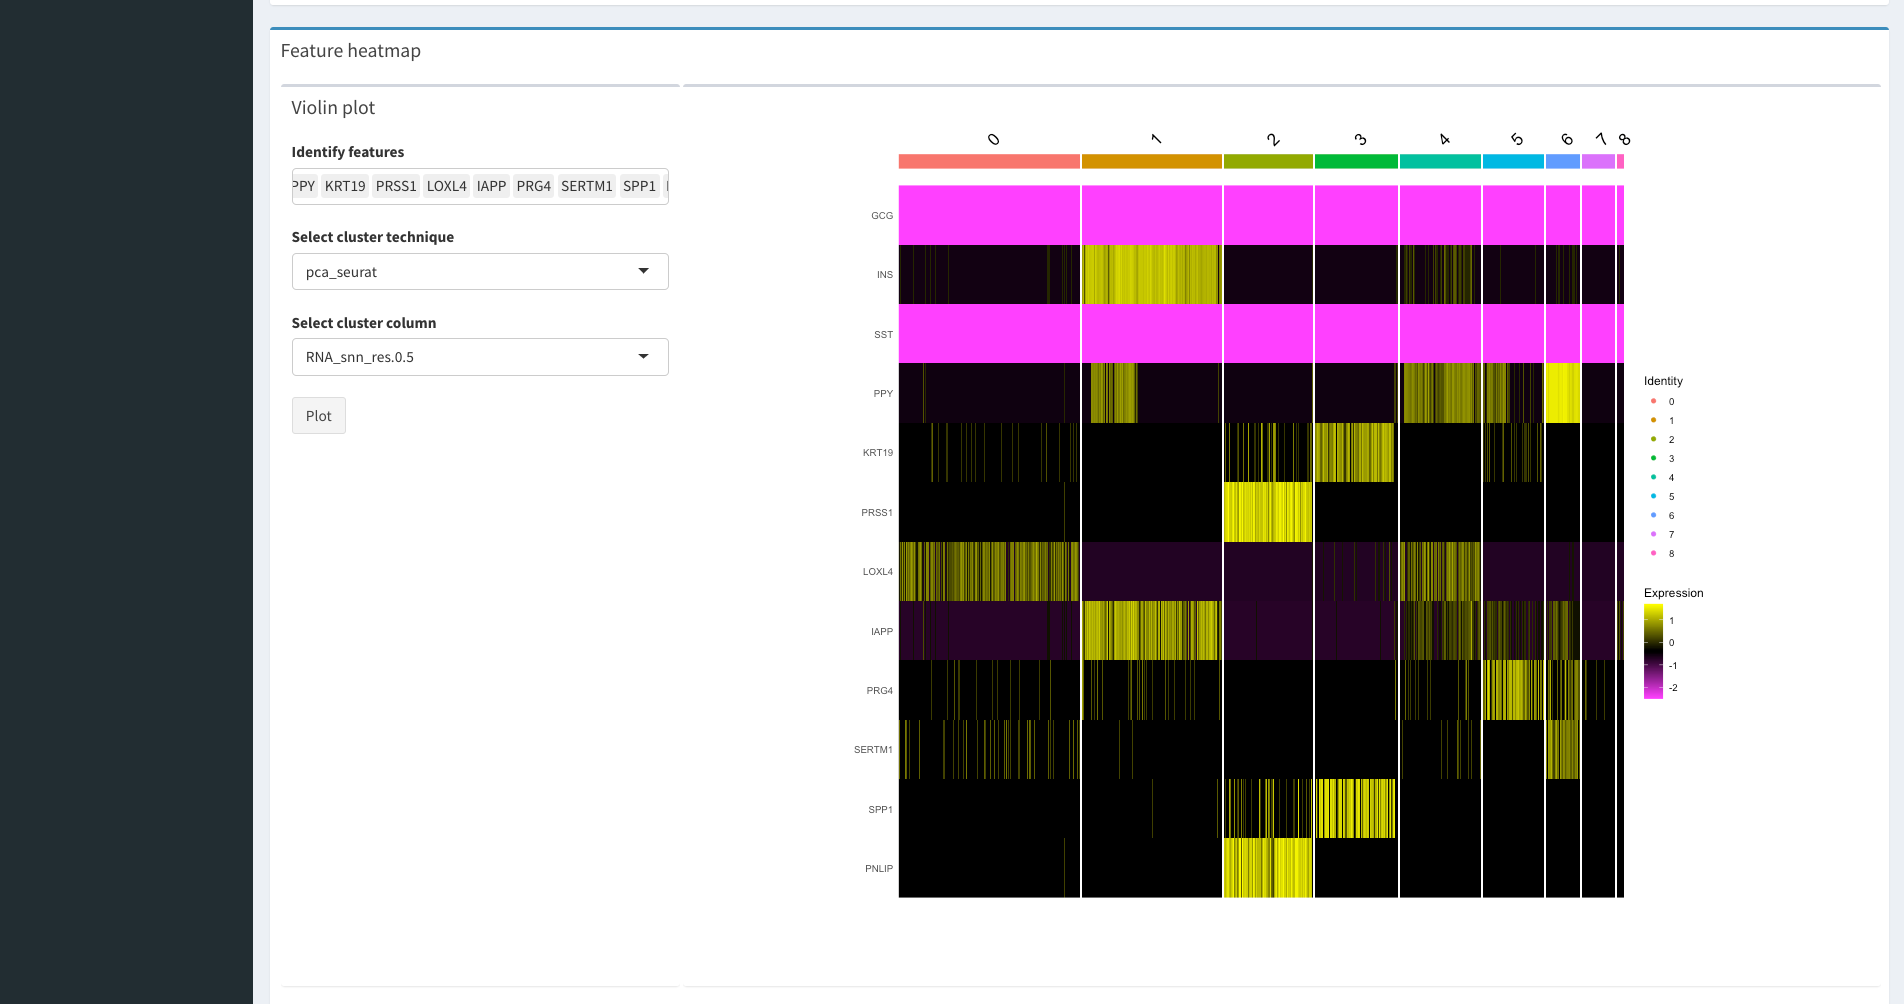 Feature heatmap
Violin plot
Identify features
PPY KRT19 PRSS1 LOXL4 IAPP PRG4 SERTM1 SPP1
Select cluster technique
pca_seurat
Select cluster column
RNA_snn_res.0.5
Plot
0 1 2 3 4 5 6 7 8
GCG
INS
SST
PPY
KRT19
PRSS1
LOXL4
IAPP
PRG4
SERTM1
SPP1
PNLIP
Identity
0
1
2
3
4
5
6
7
8
Expression
1
0
-1
-2